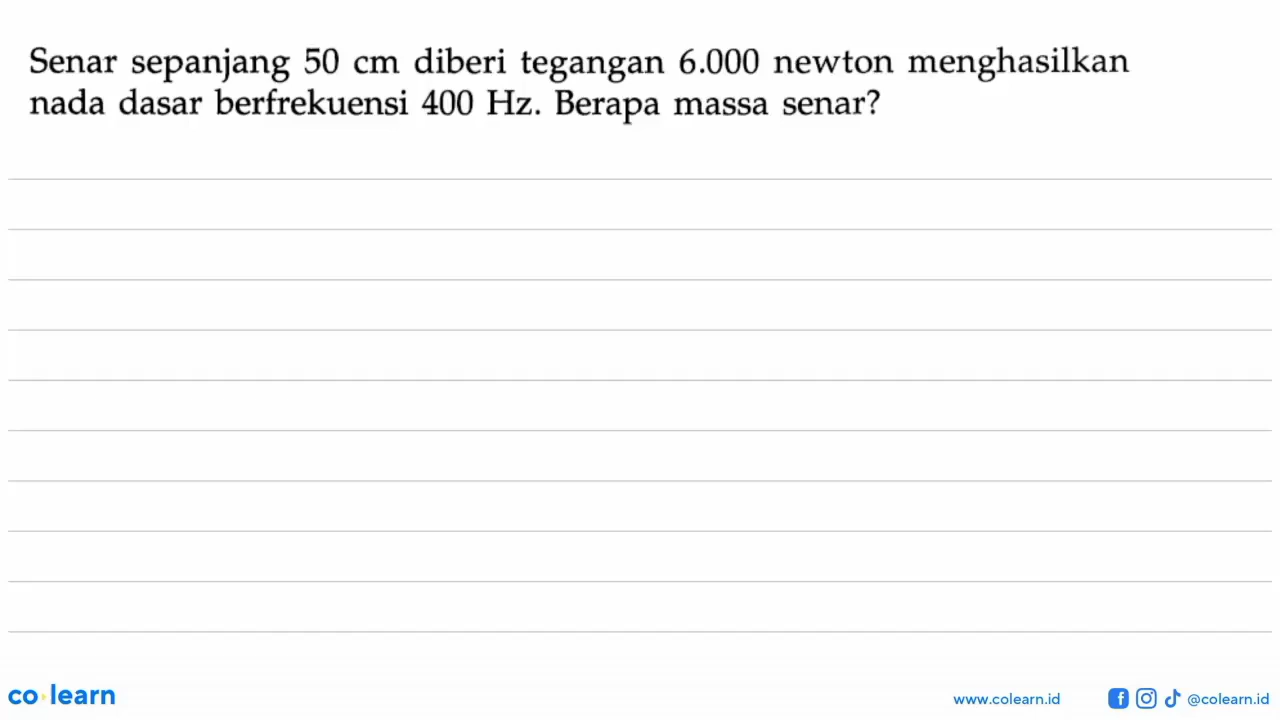 Senar sepanjang 50 cm diberi tegangan 6.000 newton menghasilkan
nada dasar berfrekuensi 400 Hz. Berapa massa senar?
co learn
www.colearn.id @colearn.id